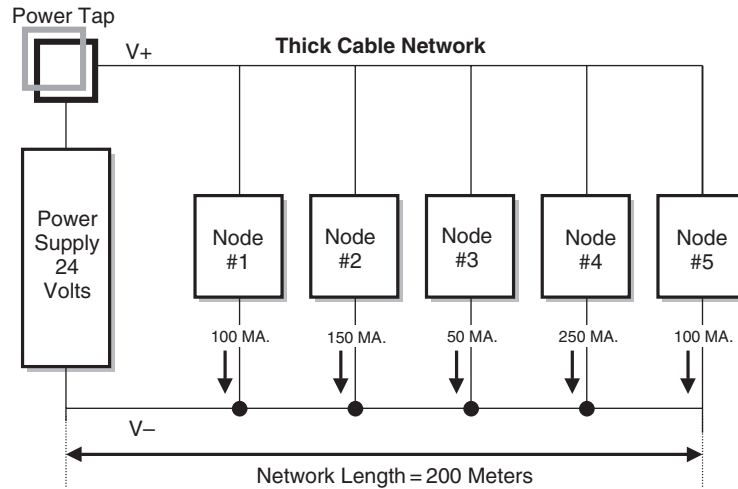 Power Tap
V+
Thick Cable Network
Power
Supply
24
Volts
Node
#1
Node
#2
Node
#3
Node
#4
Node
#5
100 MA.
150 MA.
50 MA.
250 MA.
100 MA.
V–
Network Length = 200 Meters